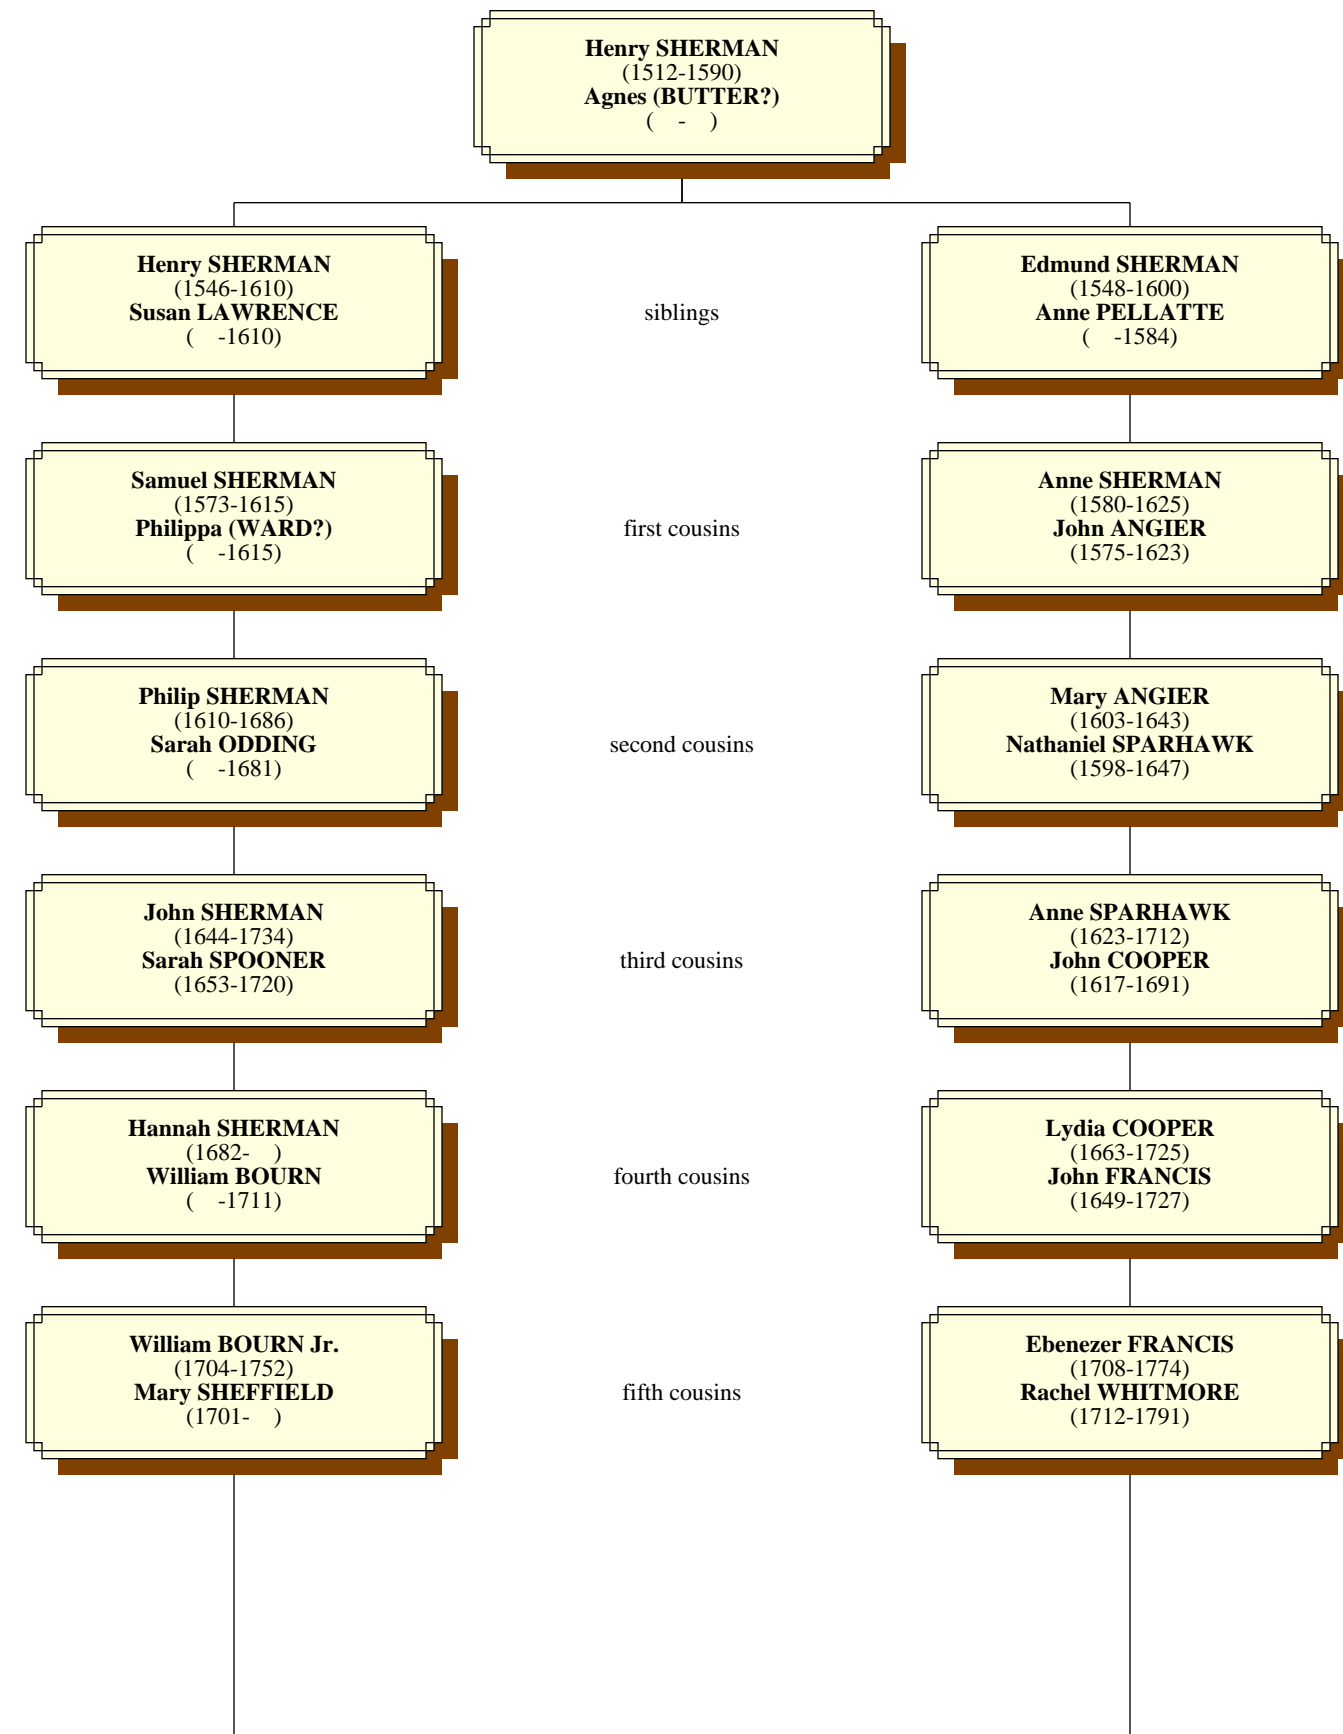 Henry SHERMAN
(1512-1590)
Agnes (BUTTER?)
( - )
Henry SHERMAN
(1546-1610)
Susan LAWRENCE
( -1610)
siblings
Edmund SHERMAN
(1548-1600)
Anne PELLATTE
( -1584)
Samuel SHERMAN
(1573-1615)
Philippa (WARD?)
( -1615)
first cousins
Anne SHERMAN
(1580-1625)
John ANGIER
(1575-1623)
Philip SHERMAN
(1610-1686)
Sarah ODDING
( -1681)
second cousins
Mary ANGIER
(1603-1643)
Nathaniel SPARHAWK
(1598-1647)
John SHERMAN
(1644-1734)
Sarah SPOONER
(1653-1720)
third cousins
Anne SPARHAWK
(1623-1712)
John COOPER
(1617-1691)
Hannah SHERMAN
(1682- )
William BOURN
( -1711)
fourth cousins
Lydia COOPER
(1663-1725)
John FRANCIS
(1649-1727)
William BOURN Jr.
(1704-1752)
Mary SHEFFIELD
(1701- )
fifth cousins
Ebenezer FRANCIS
(1708-1774)
Rachel WHITMORE
(1712-1791)